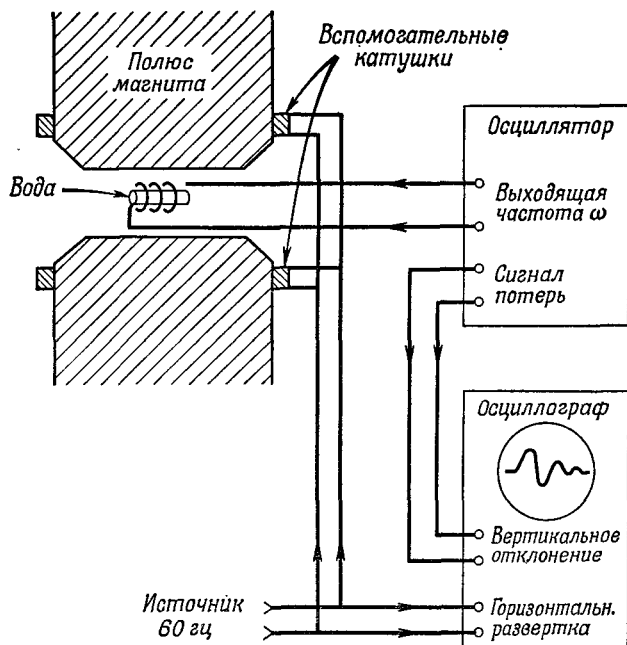 Полюс
магнита
Вспомогательные
катушки
Вода
Осциллятор
Выходящая
частота ω
Сигнал
потерь
Осциллограф
Вертикальное
отклонение
Источник
60 гц
Горизонтальн.
развертка